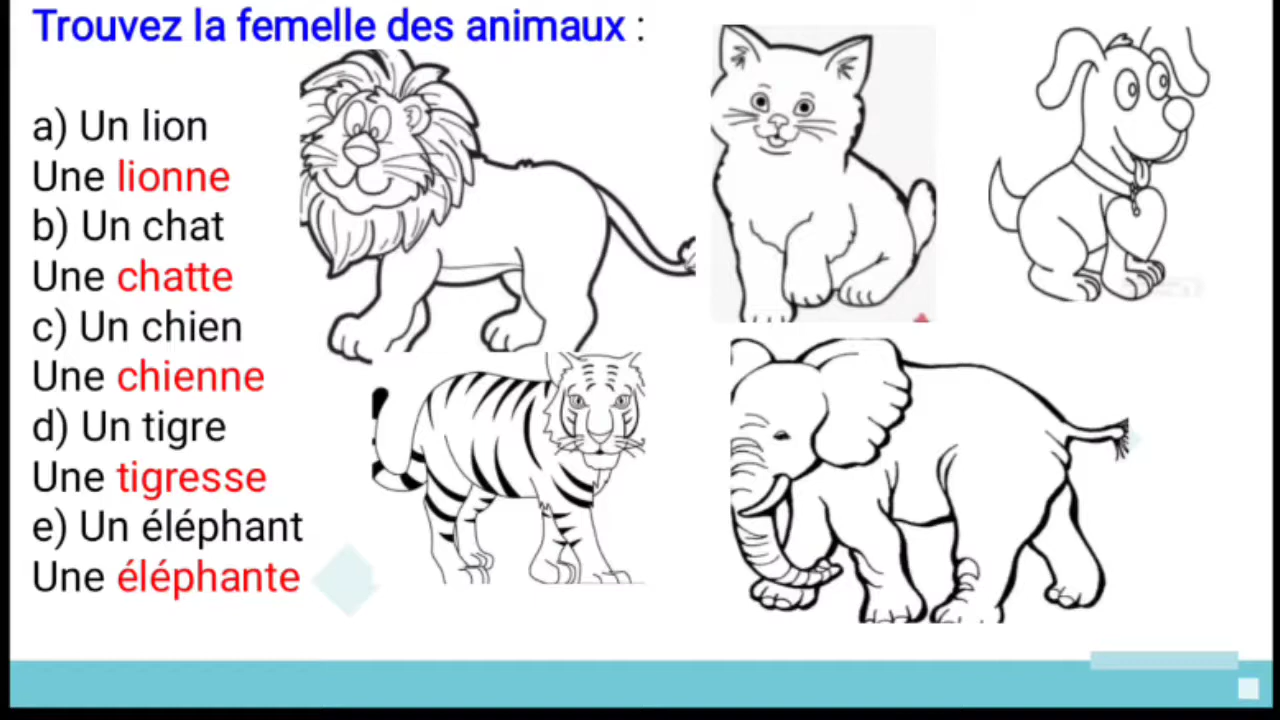 Trouvez la femelle des animaux :
a) Un lion
Une lionne
b) Un chat
Une chatte
c) Un chien
Une chienne
d) Un tigre
Une tigresse
e) Un éléphant
Une éléphante